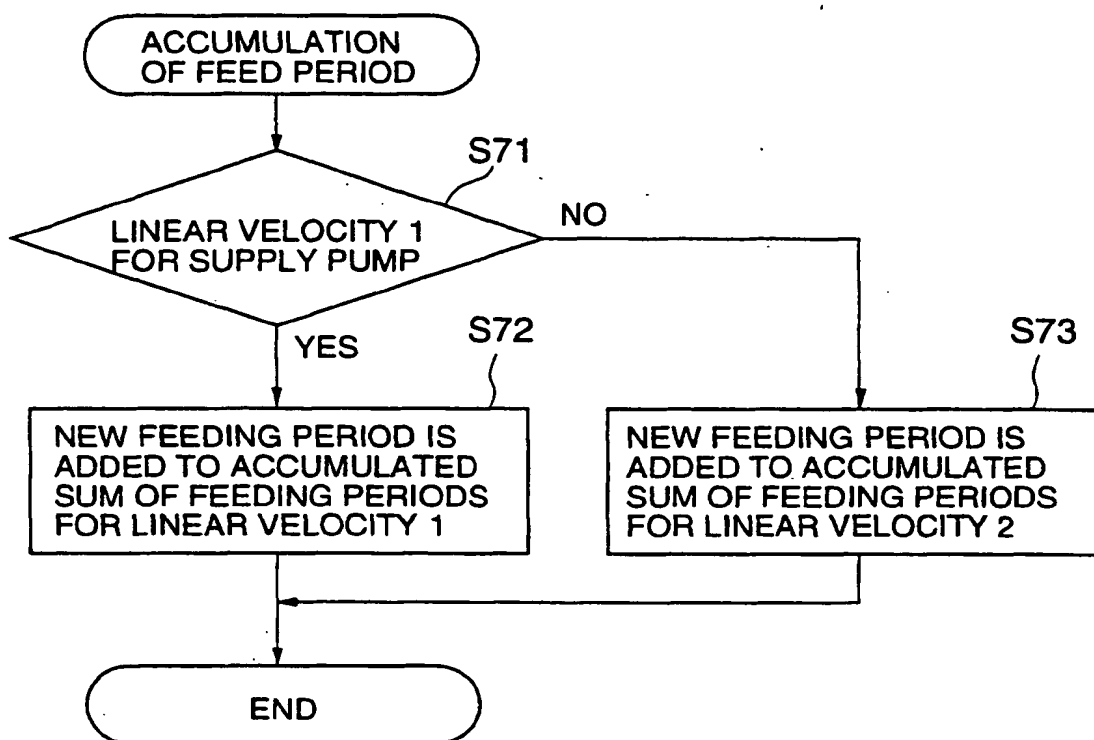 ACCUMULATION
OF FEED PERIOD
S71
LINEAR VELOCITY 1
FOR SUPPLY PUMP
NO
YES
S72
NEW FEEDING PERIOD IS
ADDED TO ACCUMULATED
SUM OF FEEDING PERIODS
FOR LINEAR VELOCITY 1
S73
NEW FEEDING PERIOD IS
ADDED TO ACCUMULATED
SUM OF FEEDING PERIODS
FOR LINEAR VELOCITY 2
END